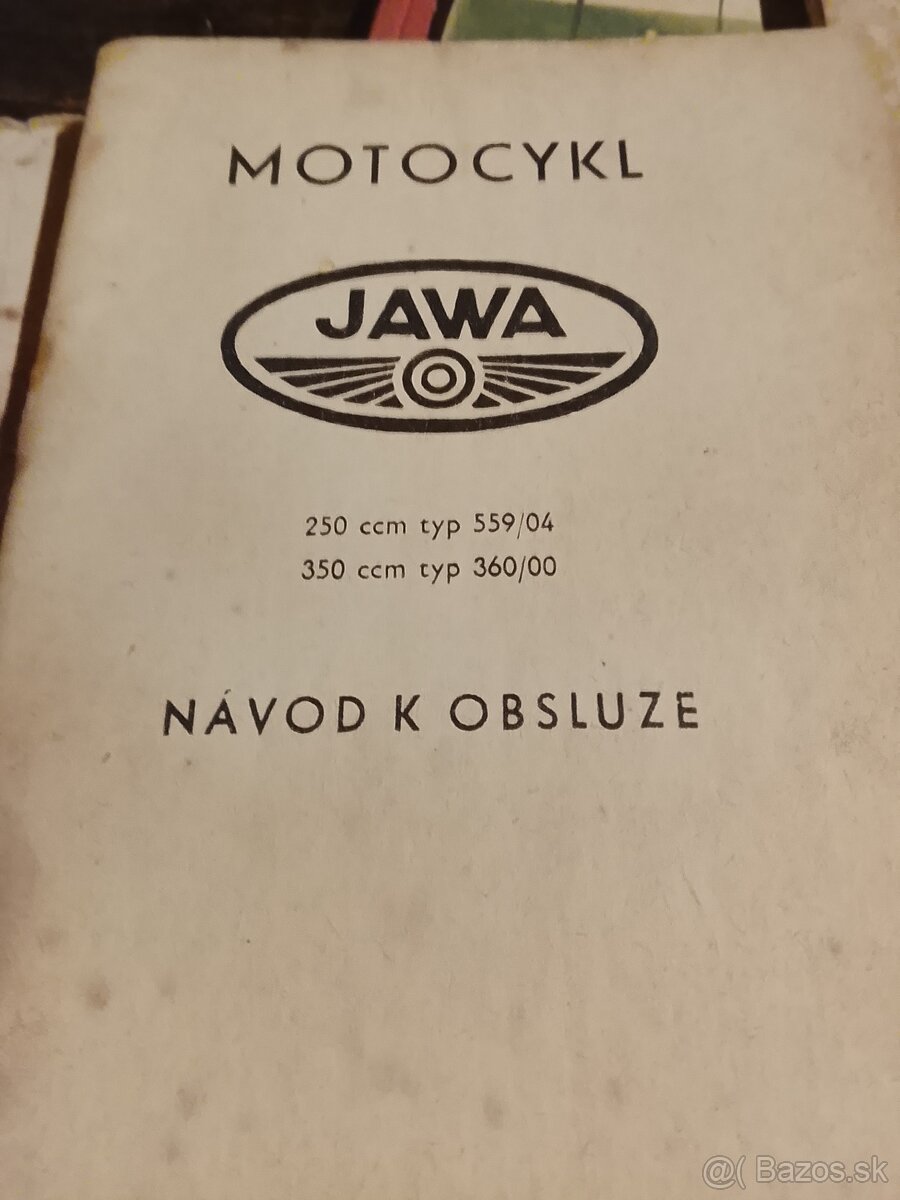 MOTOCYKL
JAWA
250 ccm typ 559/04
350 ccm typ 360/00
NÁVOD K OBSLUZE
@( Bazos.sk